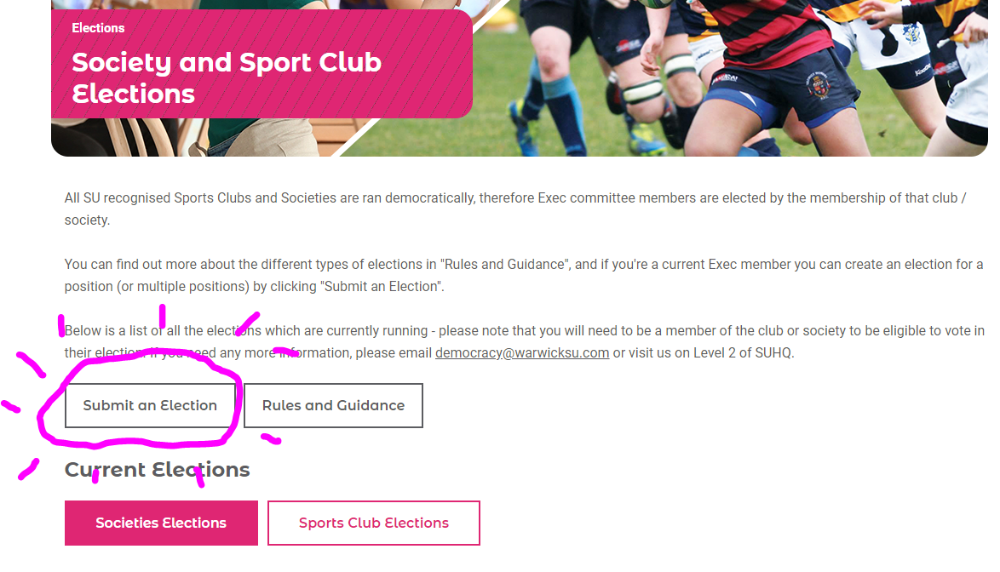 Elections
Society and Sport Club
Elections
All SU recognised Sports Clubs and Societies are ran democratically, therefore Exec committee members are elected by the membership of that club /
society.
You can find out more about the different types of elections in "Rules and Guidance", and if you're a current Exec member you can create an election for a
position (or multiple positions) by clicking "Submit an Election".
Below is a list of all the elections which are currently running - please note that you will need to be a member of the club or society to be eligible to vote in
their election. If you need any more information, please email democracy@warwicksu.com or visit us on Level 2 of SUHQ.
Submit an Election
Rules and Guidance
Current Elections
Societies Elections
Sports Club Elections